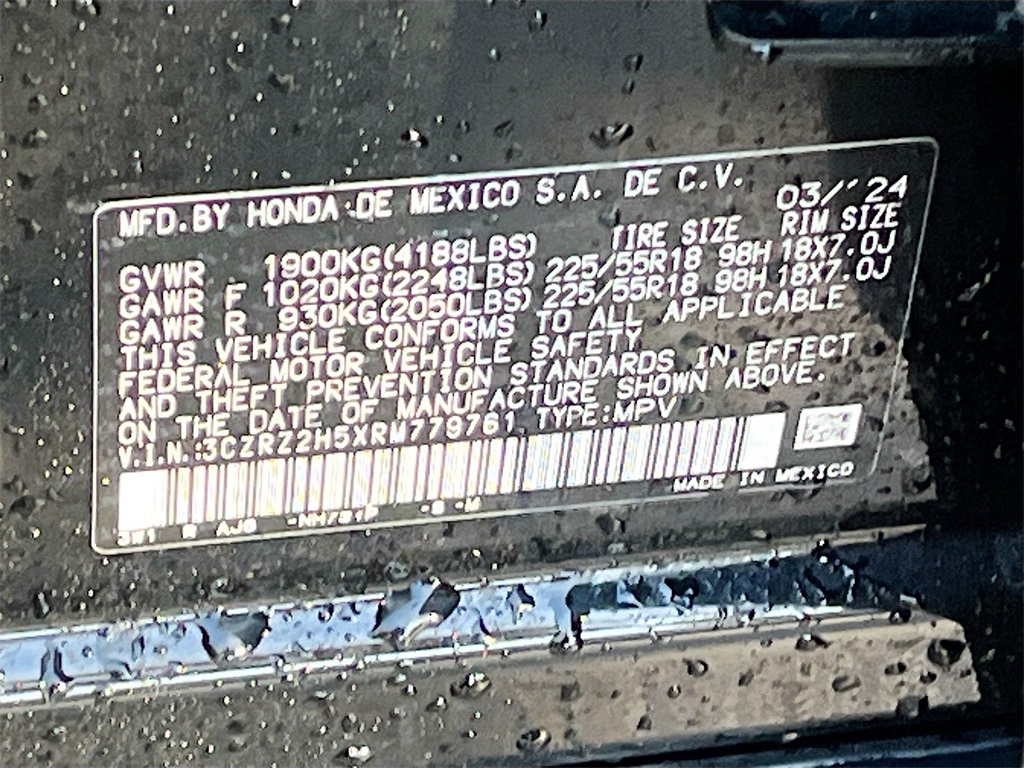 MFD. BY HONDA DE MEXICO S.A. DE C.V.
03/'24
TIRE SIZE RIM SIZE
GVWR 1900KG(4188LBS)
GAWR F 1020KG(2248LBS) 225/55R18 98H 18X7.0J
GAWR R 930KG(2050LBS) 225/55R18 98H 18X7.0J
THIS VEHICLE CONFORMS TO ALL APPLICABLE
FEDERAL MOTOR VEHICLE SAFETY
AND THEFT PREVENTION STANDARDS IN EFFECT
ON THE DATE OF MANUFACTURE SHOWN ABOVE.
V.I.N.:3CZRZ2H5XRM779761 TYPE:MPV
MADE IN MEXICO
3W1 R